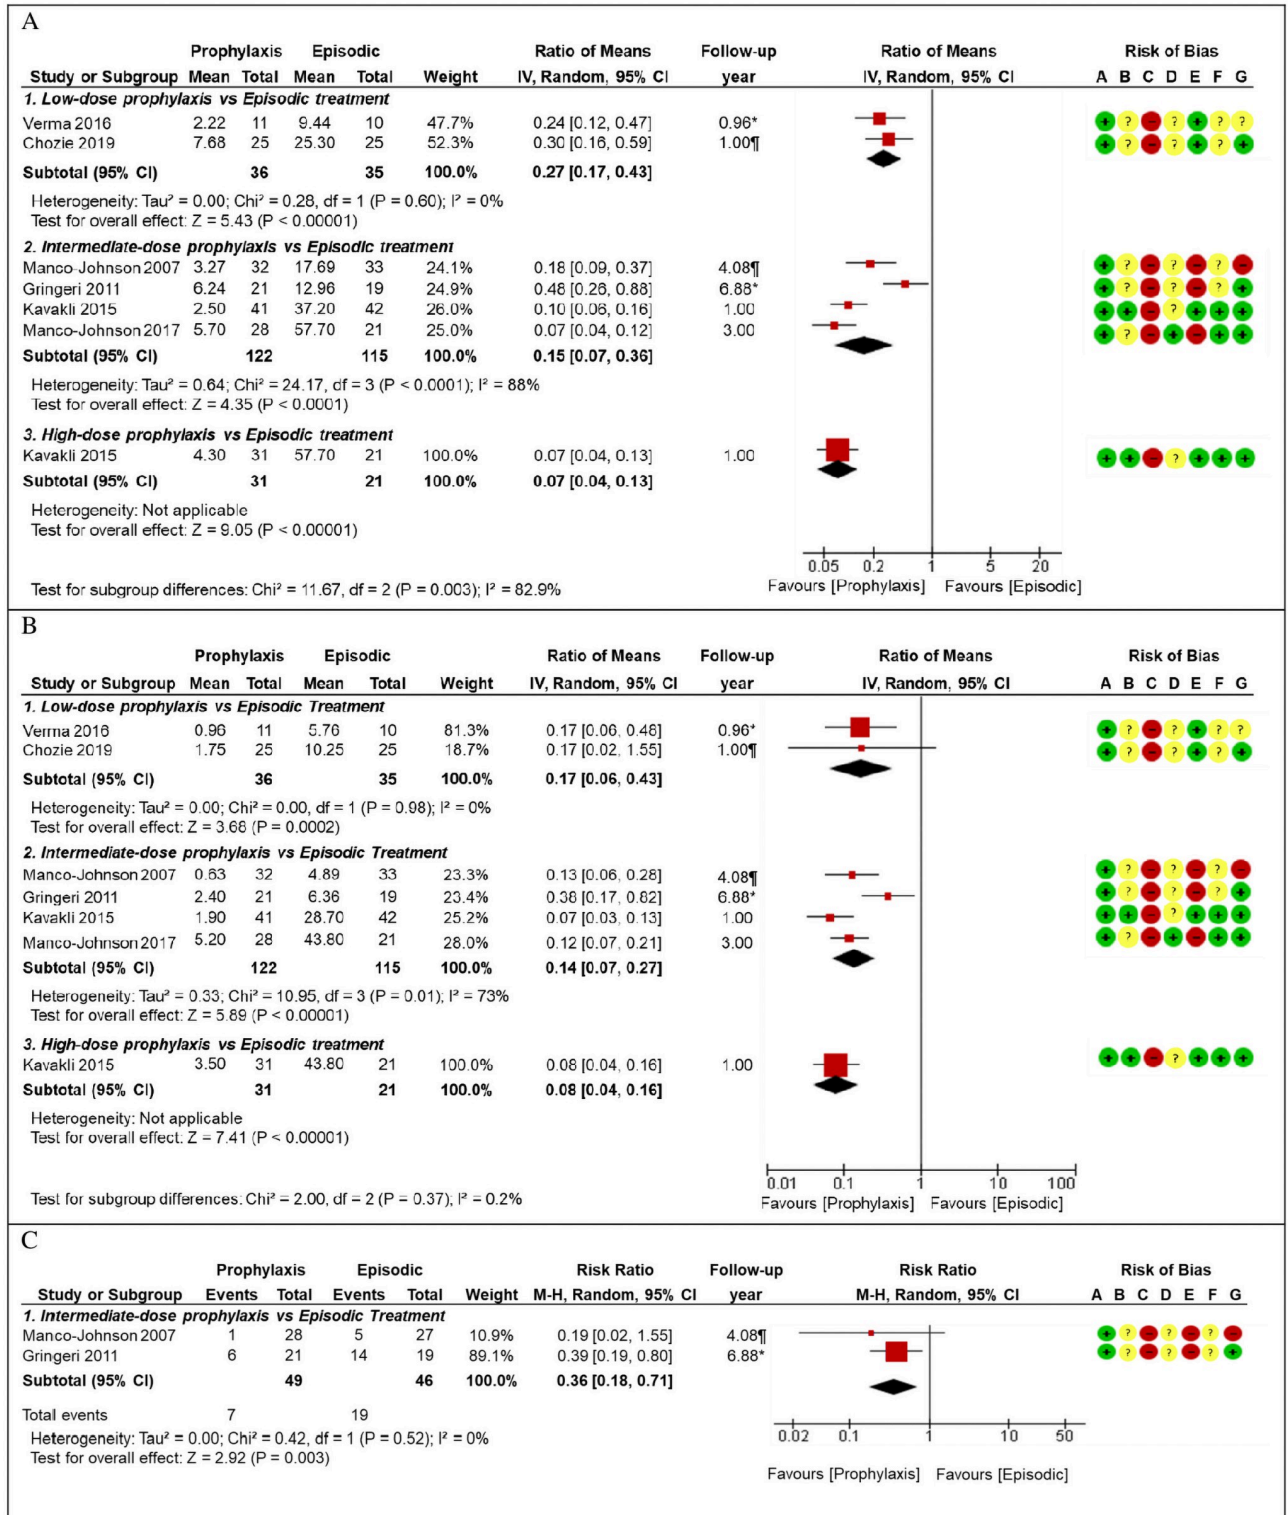 A
Prophylaxis Episodic Ratio of Means Follow-up Ratio of Means Risk of Bias
Study or Subgroup Mean Total Mean Total Weight IV, Random, 95% CI year IV, Random, 95% CI A B C D E F G
1. Low-dose prophylaxis vs Episodic treatment
Verma 2016 2.22 11 9.44 10 47.7% 0.24 [0.12, 0.47] 0.96* + ? - ? + ? ?
Chozie 2019 7.68 25 25.30 25 52.3% 0.30 [0.16, 0.59] 1.00¶ + ? - ? + ? +
Subtotal (95% CI) 36 35 100.0% 0.27 [0.17, 0.43]
Heterogeneity: Tau² = 0.00; Chi² = 0.28, df = 1 (P = 0.60); I² = 0%
Test for overall effect: Z = 5.43 (P < 0.00001)
2. Intermediate-dose prophylaxis vs Episodic treatment
Manco-Johnson 2007 3.27 32 17.69 33 24.1% 0.18 [0.09, 0.37] 4.08¶ + ? - ? - ? -
Gringeri 2011 6.24 21 12.96 19 24.9% 0.48 [0.26, 0.88] 6.88* + ? - ? - ? +
Kavakli 2015 2.50 41 37.20 42 26.0% 0.10 [0.06, 0.16] 1.00 + + - ? + + +
Manco-Johnson 2017 5.70 28 57.70 21 25.0% 0.07 [0.04, 0.12] 3.00 + ? - + - + +
Subtotal (95% CI) 122 115 100.0% 0.15 [0.07, 0.36]
Heterogeneity: Tau² = 0.64; Chi² = 24.17, df = 3 (P < 0.0001); I² = 88%
Test for overall effect: Z = 4.35 (P < 0.0001)
3. High-dose prophylaxis vs Episodic treatment
Kavakli 2015 4.30 31 57.70 21 100.0% 0.07 [0.04, 0.13] 1.00 + + - ? + + +
Subtotal (95% CI) 31 21 100.0% 0.07 [0.04, 0.13]
Heterogeneity: Not applicable
Test for overall effect: Z = 9.05 (P < 0.00001)
0.05 0.2 1 5 20
Test for subgroup differences: Chi² = 11.67, df = 2 (P = 0.003); I² = 82.9% Favours [Prophylaxis] Favours [Episodic]
B
Prophylaxis Episodic Ratio of Means Follow-up Ratio of Means Risk of Bias
Study or Subgroup Mean Total Mean Total Weight IV, Random, 95% CI year IV, Random, 95% CI A B C D E F G
1. Low-dose prophylaxis vs Episodic Treatment
Verma 2016 0.96 11 5.76 10 81.3% 0.17 [0.06, 0.48] 0.96* + ? - ? + ? ?
Chozie 2019 1.75 25 10.25 25 18.7% 0.17 [0.02, 1.55] 1.00¶ + ? - ? + ? +
Subtotal (95% CI) 36 35 100.0% 0.17 [0.06, 0.43]
Heterogeneity: Tau² = 0.00; Chi² = 0.00, df = 1 (P = 0.98); I² = 0%
Test for overall effect: Z = 3.68 (P = 0.0002)
2. Intermediate-dose prophylaxis vs Episodic Treatment
Manco-Johnson 2007 0.63 32 4.89 33 23.3% 0.13 [0.06, 0.28] 4.08¶ + ? - ? - ? -
Gringeri 2011 2.40 21 6.36 19 23.4% 0.38 [0.17, 0.82] 6.88* + ? - ? - ? +
Kavakli 2015 1.90 41 28.70 42 25.2% 0.07 [0.03, 0.13] 1.00 + + - ? + + +
Manco-Johnson 2017 5.20 28 43.80 21 28.0% 0.12 [0.07, 0.21] 3.00 + ? - + - + +
Subtotal (95% CI) 122 115 100.0% 0.14 [0.07, 0.27]
Heterogeneity: Tau² = 0.33; Chi² = 10.95, df = 3 (P = 0.01); I² = 73%
Test for overall effect: Z = 5.89 (P < 0.00001)
3. High-dose prophylaxis vs Episodic treatment
Kavakli 2015 3.50 31 43.80 21 100.0% 0.08 [0.04, 0.16] 1.00 + + - ? + + +
Subtotal (95% CI) 31 21 100.0% 0.08 [0.04, 0.16]
Heterogeneity: Not applicable
Test for overall effect: Z = 7.41 (P < 0.00001)
0.01 0.1 1 10 100
Test for subgroup differences: Chi² = 2.00, df = 2 (P = 0.37); I² = 0.2% Favours [Prophylaxis] Favours [Episodic]
C
Prophylaxis Episodic Risk Ratio Follow-up Risk Ratio Risk of Bias
Study or Subgroup Events Total Events Total Weight M-H, Random, 95% CI year M-H, Random, 95% CI A B C D E F G
1. Intermediate-dose prophylaxis vs Episodic Treatment
Manco-Johnson 2007 1 28 5 27 10.9% 0.19 [0.02, 1.55] 4.08¶ + ? - ? - ? -
Gringeri 2011 6 21 14 19 89.1% 0.39 [0.19, 0.80] 6.88* + ? - ? - ? +
Subtotal (95% CI) 49 46 100.0% 0.36 [0.18, 0.71]
Total events 7 19
Heterogeneity: Tau² = 0.00; Chi² = 0.42, df = 1 (P = 0.52); I² = 0%
0.02 0.1 1 10 50
Test for overall effect: Z = 2.92 (P = 0.003)
Favours [Prophylaxis] Favours [Episodic]